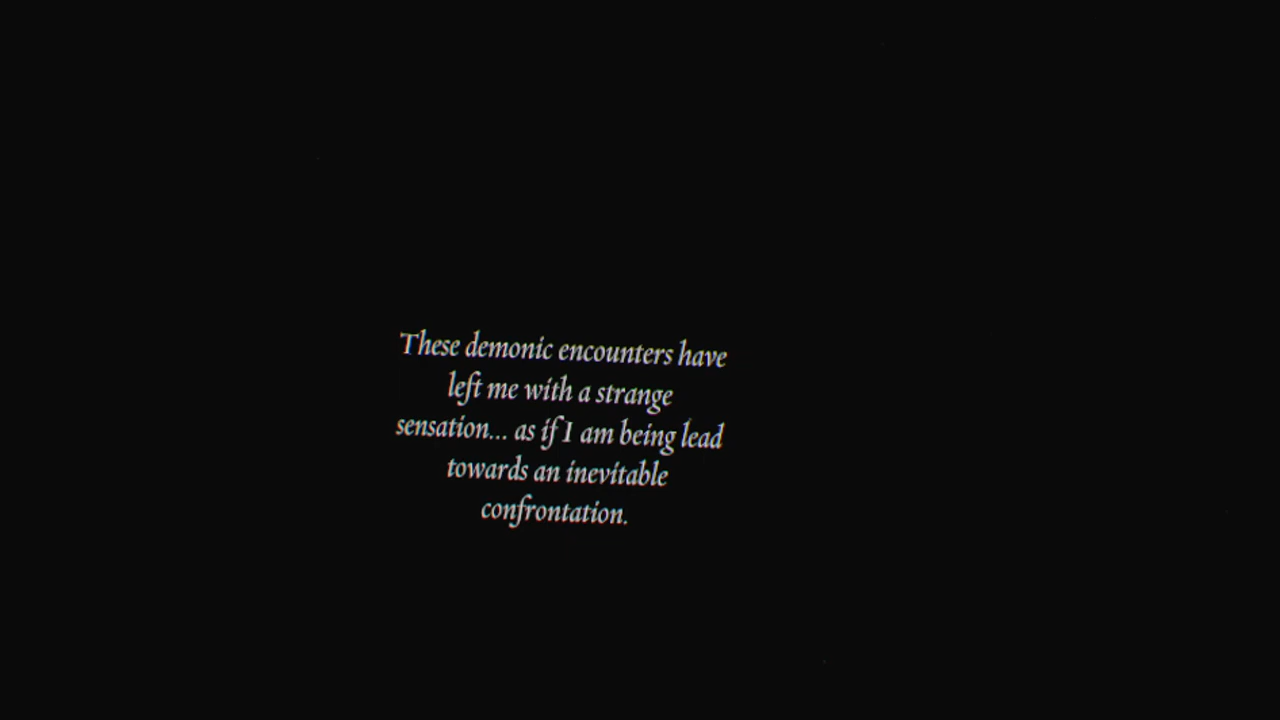 These demonic encounters have
left me with a strange
sensation... as if I am being lead
towards an inevitable
confrontation.